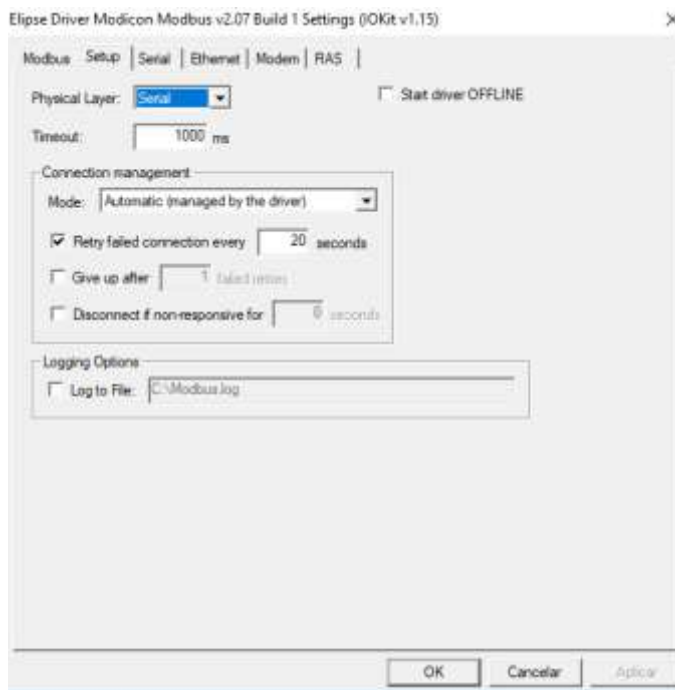 Elipse Driver Modicon Modbus v2.07 Build 1 Settings (IOKit v1.15)
Modbus Setup Serial Ethernet Modem RAS
Physical Layer: Serial Start driver OFFLINE
Timeout: 1000 ms
Connection management
Mode: Automatic (managed by the driver)
Retry failed connection every 20 seconds
Give up after 1 failed retries
Disconnect if non-responsive for 0 seconds
Logging Options
Log to File: C:\Modbus.log
OK Cancelar Aplicar